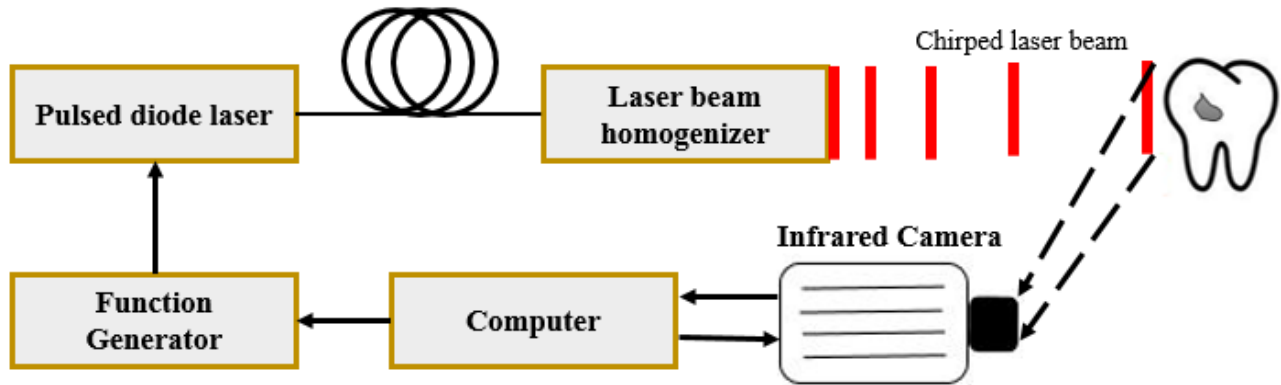 Chirped laser beam
Pulsed diode laser
Laser beam
homogenizer
Infrared Camera
Function
Generator
Computer